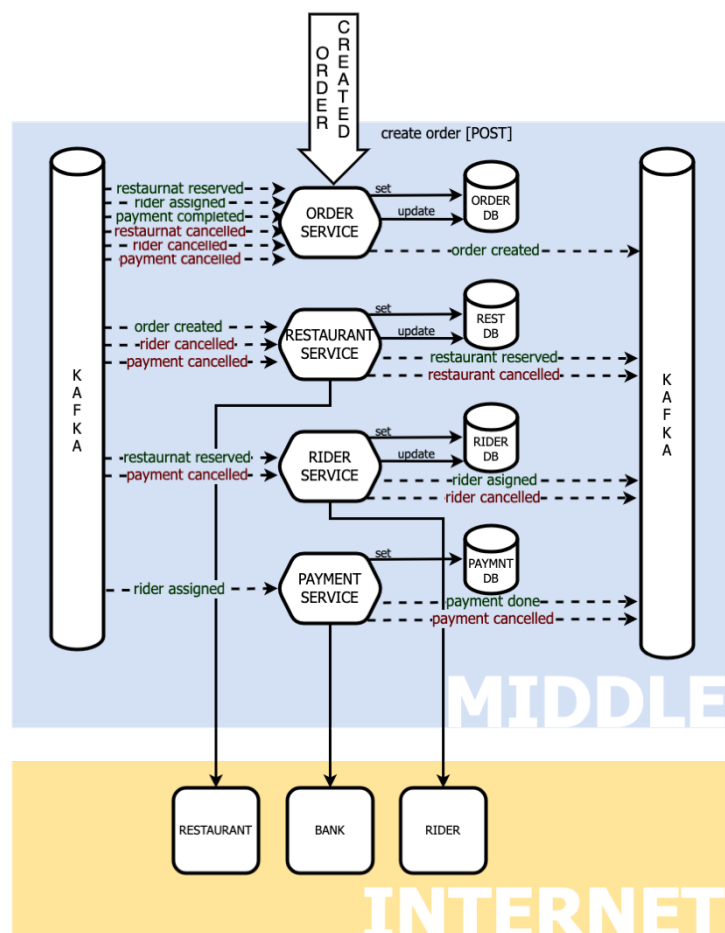 ORDER
CREATED
create order [POST]
restaurnat reserved
rider assigned
payment completed
restaurnat cancelled
rider cancelled
payment cancelled
ORDER
SERVICE
set
update
ORDER
DB
order created
order created
rider cancelled
payment cancelled
RESTAURANT
SERVICE
set
update
REST
DB
restaurant reserved
restaurant cancelled
KAFKA
KAFKA
restaurnat reserved
payment cancelled
RIDER
SERVICE
set
update
RIDER
DB
rider asigned
rider cancelled
rider assigned
PAYMENT
SERVICE
set
PAYMNT
DB
payment done
payment cancelled
MIDDLE
RESTAURANT
BANK
RIDER
INTERNET